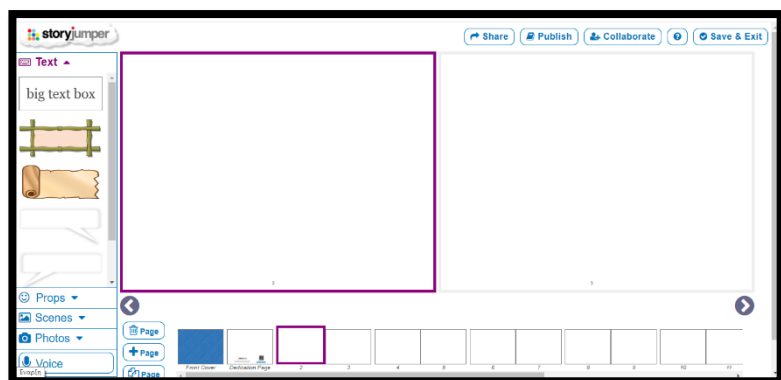 storyjumper
Share Publish Collaborate ? Save & Exit
Text
big text box
Props
Scenes
Photos
Voice
Page
Page
Page
Front Cover Dedication Page 2 3 4 5 6 7 8 9 10 11